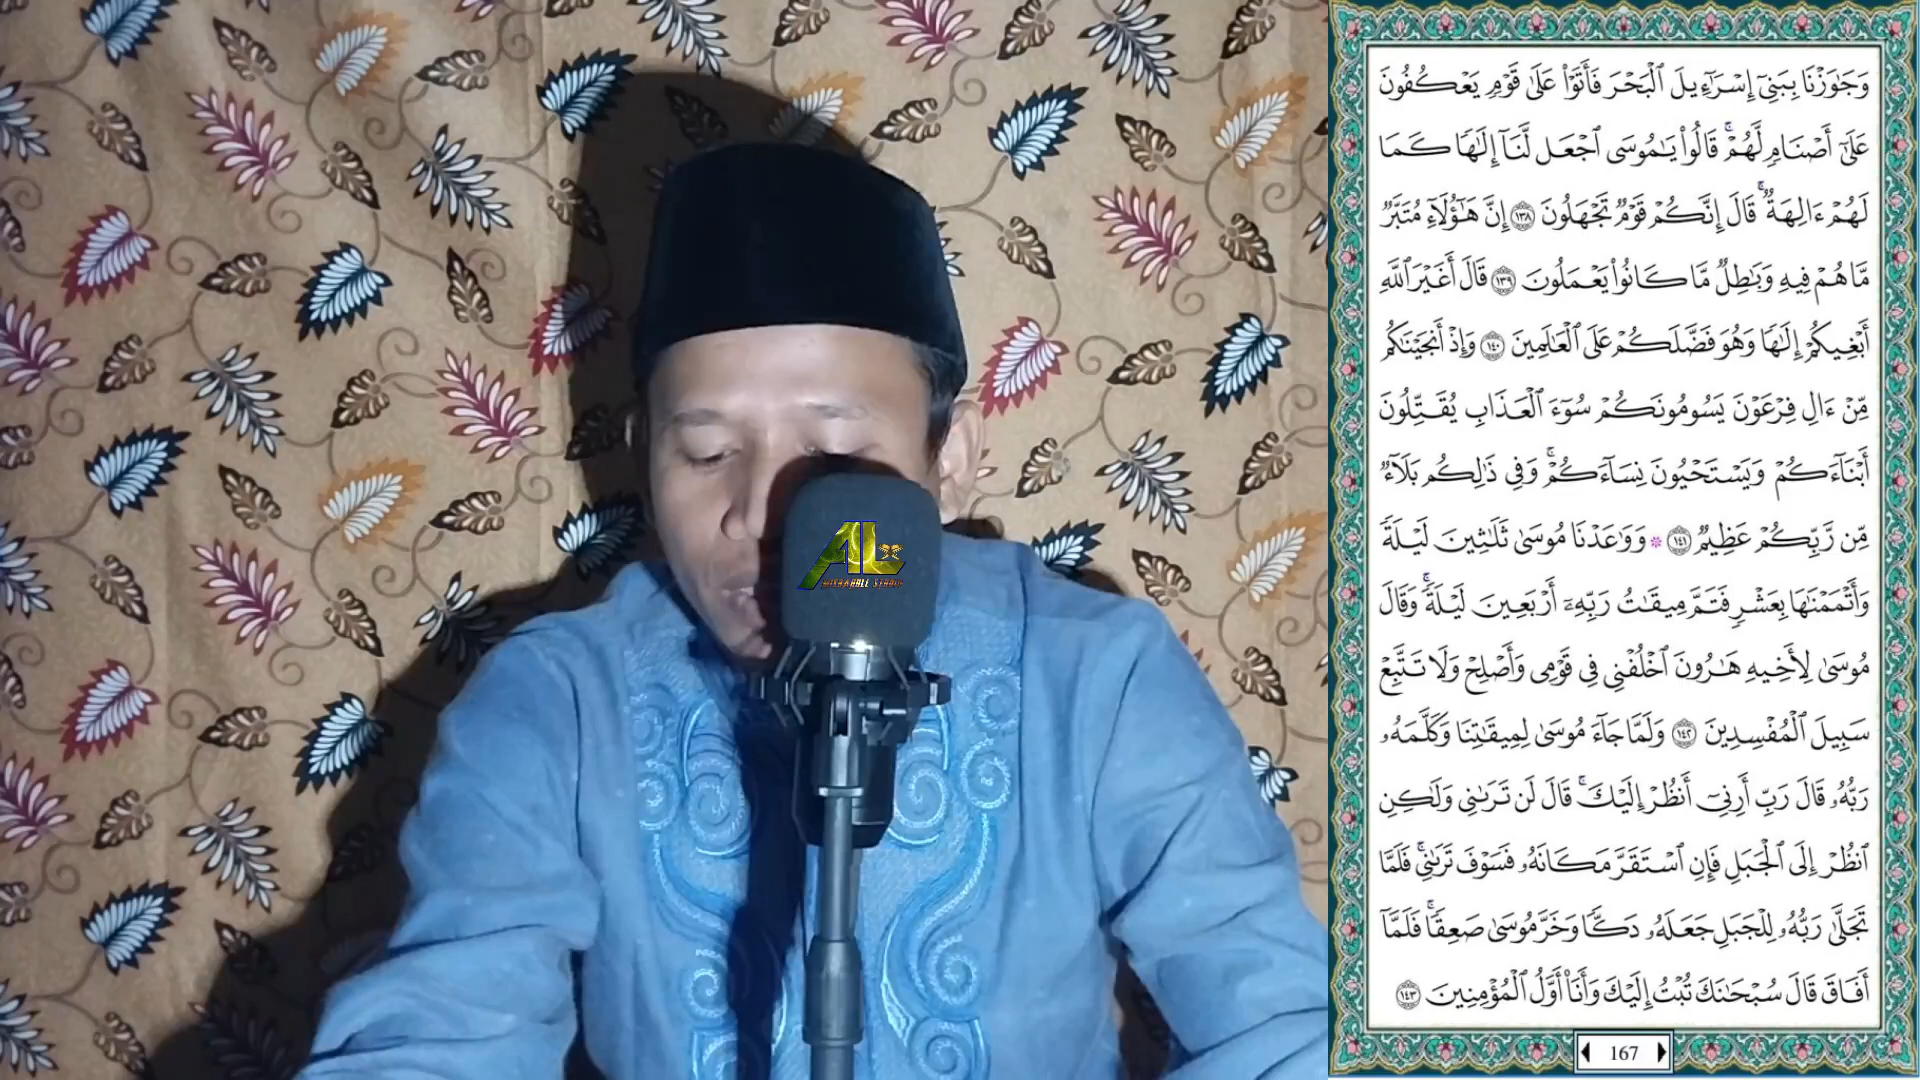 AL
وَجَٰوَزْنَا بِبَنِىٓ إِسْرَٰٓءِيلَ ٱلْبَحْرَ فَأَتَوْا۟ عَلَىٰ قَوْمٍ يَعْكُفُونَ
عَلَىٰٓ أَصْنَامٍ لَّهُمْ ۚ قَالُوا۟ يَٰمُوسَى ٱجْعَل لَّنَآ إِلَٰهًا كَمَا
لَهُمْ ءَالِهَةٌ ۚ قَالَ إِنَّكُمْ قَوْمٌ تَجْهَلُونَ ١٣٨ إِنَّ هَٰٓؤُلَآءِ مُتَبَّرٌ
مَّا هُمْ فِيهِ وَبَٰطِلٌ مَّا كَانُوا۟ يَعْمَلُونَ ١٣٩ قَالَ أَغَيْرَ ٱللَّهِ
أَبْغِيكُمْ إِلَٰهًا وَهُوَ فَضَّلَكُمْ عَلَى ٱلْعَٰلَمِينَ ١٤٠ وَإِذْ أَنجَيْنَٰكُم
مِّنْ ءَالِ فِرْعَوْنَ يَسُومُونَكُمْ سُوٓءَ ٱلْعَذَابِ يُقَتِّلُونَ
أَبْنَآءَكُمْ وَيَسْتَحْيُونَ نِسَآءَكُمْ ۚ وَفِى ذَٰلِكُم بَلَآءٌ
مِّن رَّبِّكُمْ عَظِيمٌ ١٤١ * وَوَٰعَدْنَا مُوسَىٰ ثَلَٰثِينَ لَيْلَةً
وَأَتْمَمْنَٰهَا بِعَشْرٍ فَتَمَّ مِيقَٰتُ رَبِّهِۦٓ أَرْبَعِينَ لَيْلَةً ۚ وَقَالَ
مُوسَىٰ لِأَخِيهِ هَٰرُونَ ٱخْلُفْنِى فِى قَوْمِى وَأَصْلِحْ وَلَا تَتَّبِعْ
سَبِيلَ ٱلْمُفْسِدِينَ ١٤٢ وَلَمَّا جَآءَ مُوسَىٰ لِمِيقَٰتِنَا وَكَلَّمَهُۥ
رَبُّهُۥ قَالَ رَبِّ أَرِنِىٓ أَنظُرْ إِلَيْكَ ۚ قَالَ لَن تَرَىٰنِى وَلَٰكِنِ
ٱنظُرْ إِلَى ٱلْجَبَلِ فَإِنِ ٱسْتَقَرَّ مَكَانَهُۥ فَسَوْفَ تَرَىٰنِى ۚ فَلَمَّا
تَجَلَّىٰ رَبُّهُۥ لِلْجَبَلِ جَعَلَهُۥ دَكًّا وَخَرَّ مُوسَىٰ صَعِقًا ۚ فَلَمَّآ
أَفَاقَ قَالَ سُبْحَٰنَكَ تُبْتُ إِلَيْكَ وَأَنَا۠ أَوَّلُ ٱلْمُؤْمِنِينَ ١٤٣
167